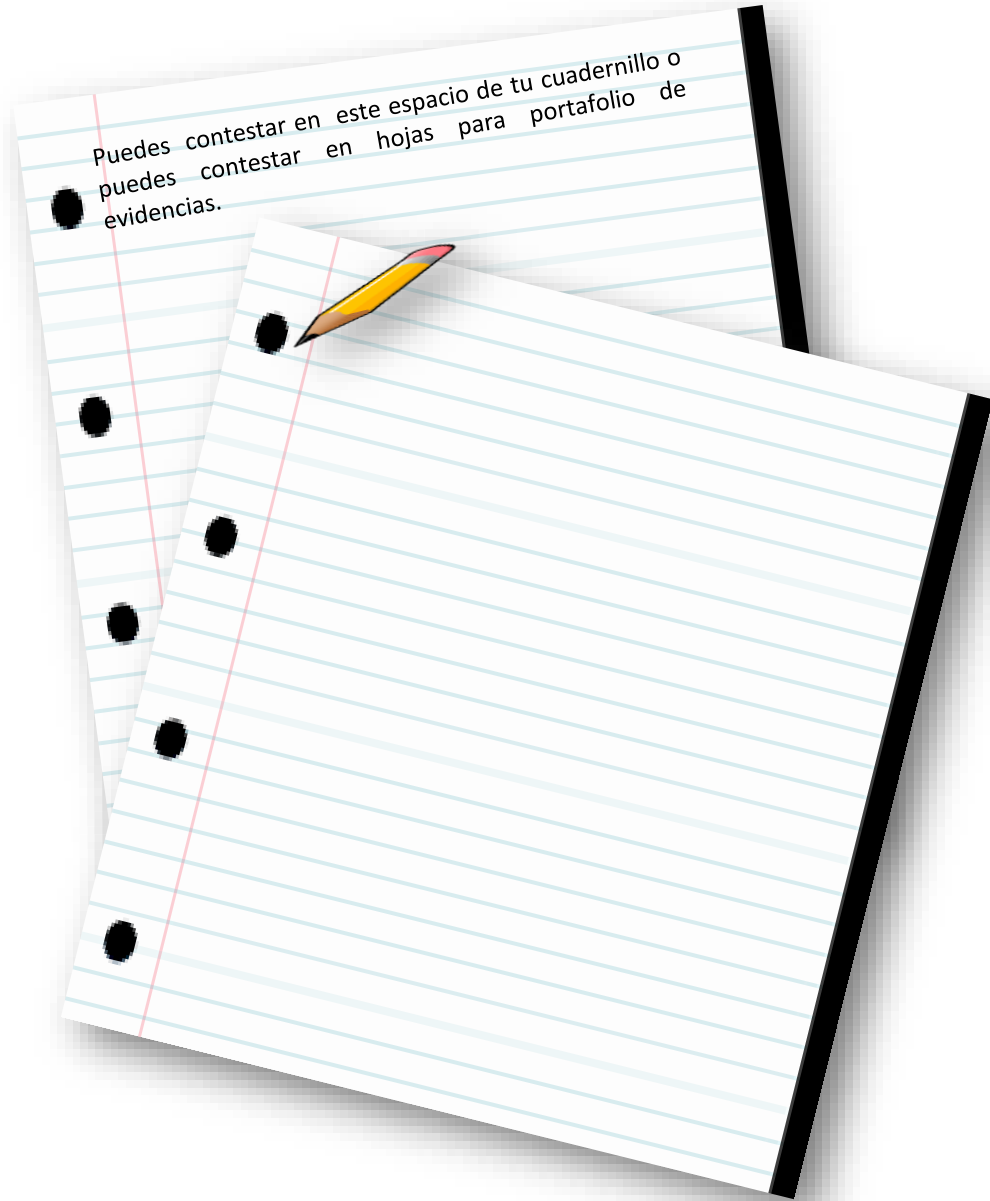 Puedes contestar en este espacio de tu cuadernillo o
puedes contestar en hojas para portafolio de
evidencias.